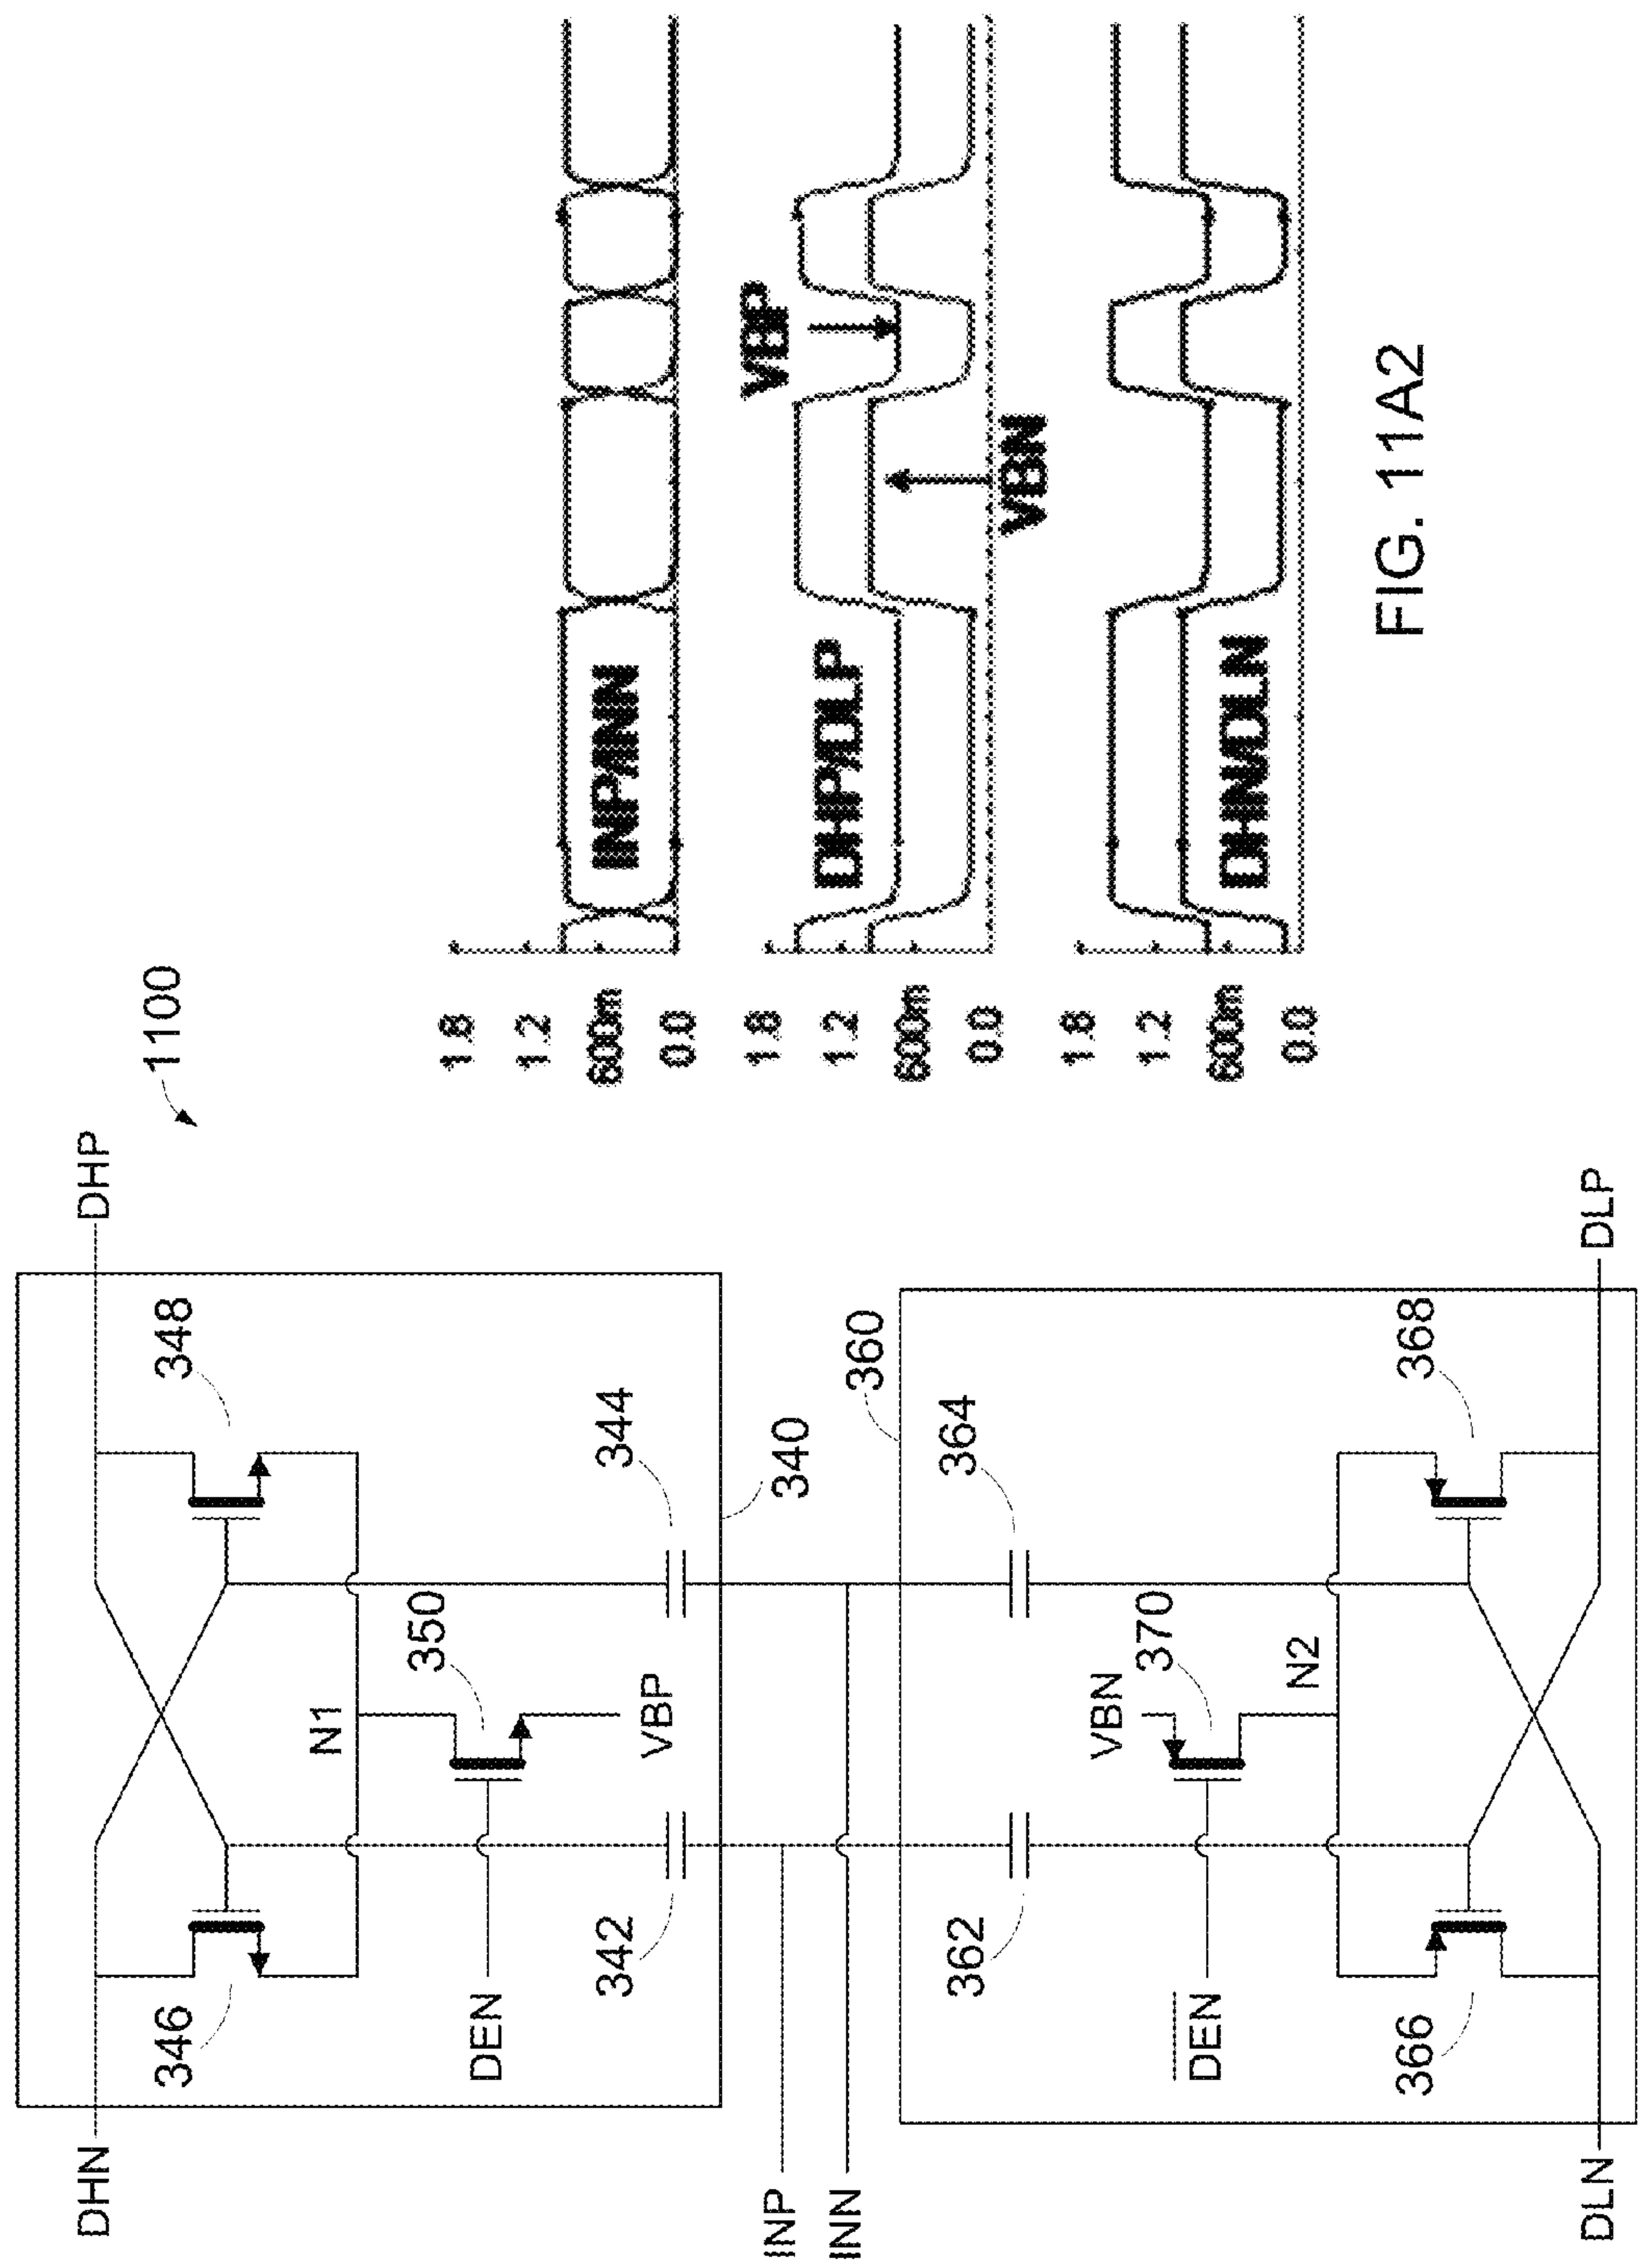 1100
DHN
DHP
346
348
N1
350
DEN
VBP
342
344
340
INP
INN
360
362
364
VBN
370
DEN
N2
366
368
DLN
DLP
1.8
1.2
600m
0.0
INP/INN
1.8
1.2
600m
0.0
DHP/DLP
VBP
VBN
1.8
1.2
600m
0.0
DHN/DLN
FIG. 11A2